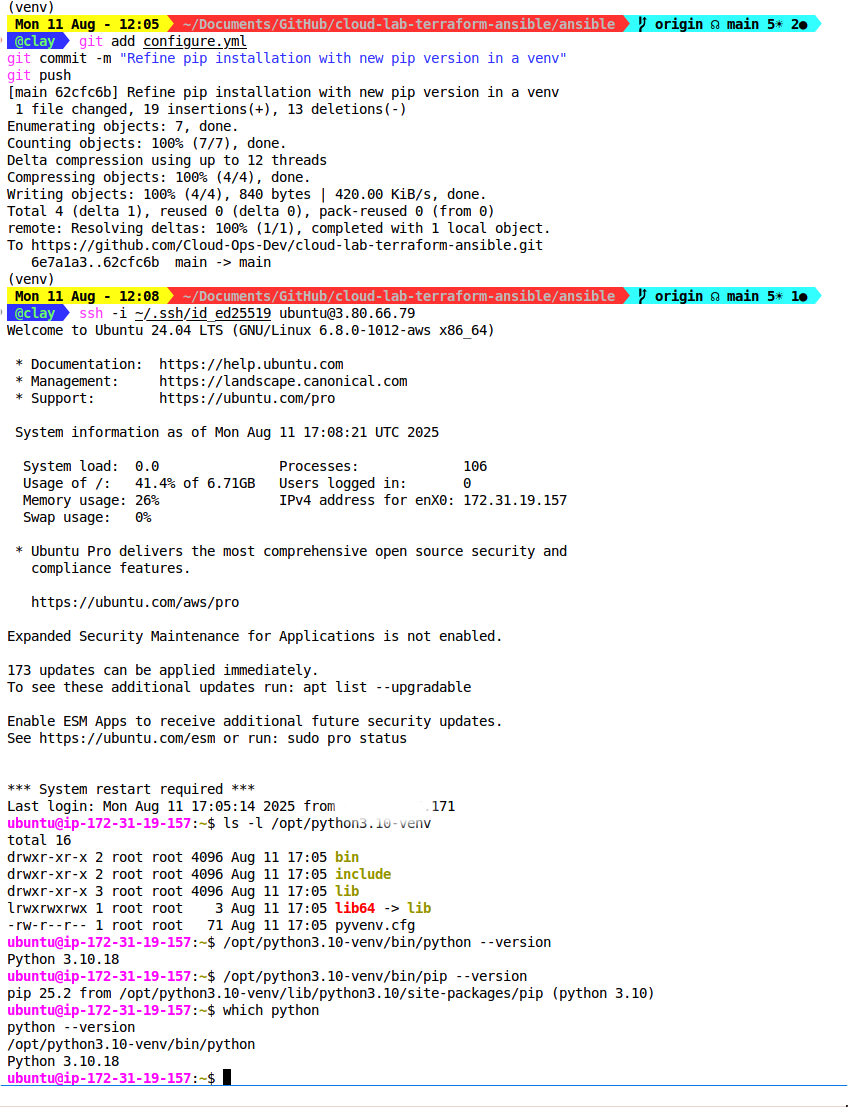 (venv)
Mon 11 Aug - 12:05 ~/Documents/GitHub/cloud-lab-terraform-ansible/ansible origin ☊ main 5☀ 2●
@clay git add configure.yml
git commit -m "Refine pip installation with new pip version in a venv"
git push
[main 62cfc6b] Refine pip installation with new pip version in a venv
1 file changed, 19 insertions(+), 13 deletions(-)
Enumerating objects: 7, done.
Counting objects: 100% (7/7), done.
Delta compression using up to 12 threads
Compressing objects: 100% (4/4), done.
Writing objects: 100% (4/4), 840 bytes | 420.00 KiB/s, done.
Total 4 (delta 1), reused 0 (delta 0), pack-reused 0 (from 0)
remote: Resolving deltas: 100% (1/1), completed with 1 local object.
To https://github.com/Cloud-Ops-Dev/cloud-lab-terraform-ansible.git
6e7a1a3..62cfc6b  main -> main
(venv)
Mon 11 Aug - 12:08 ~/Documents/GitHub/cloud-lab-terraform-ansible/ansible origin ☊ main 5☀ 1●
@clay ssh -i ~/.ssh/id_ed25519 ubuntu@3.80.66.79
Welcome to Ubuntu 24.04 LTS (GNU/Linux 6.8.0-1012-aws x86_64)
* Documentation:  https://help.ubuntu.com
* Management:     https://landscape.canonical.com
* Support:        https://ubuntu.com/pro
System information as of Mon Aug 11 17:08:21 UTC 2025
System load:  0.0                Processes:             106
Usage of /:   41.4% of 6.71GB   Users logged in:       0
Memory usage: 26%               IPv4 address for enX0: 172.31.19.157
Swap usage:   0%
* Ubuntu Pro delivers the most comprehensive open source security and
compliance features.
https://ubuntu.com/aws/pro
Expanded Security Maintenance for Applications is not enabled.
173 updates can be applied immediately.
To see these additional updates run: apt list --upgradable
Enable ESM Apps to receive additional future security updates.
See https://ubuntu.com/esm or run: sudo pro status
*** System restart required ***
Last login: Mon Aug 11 17:05:14 2025 from .171
ubuntu@ip-172-31-19-157:~$ ls -l /opt/python3.10-venv
total 16
drwxr-xr-x 2 root root 4096 Aug 11 17:05 bin
drwxr-xr-x 2 root root 4096 Aug 11 17:05 include
drwxr-xr-x 3 root root 4096 Aug 11 17:05 lib
lrwxrwxrwx 1 root root    3 Aug 11 17:05 lib64 -> lib
-rw-r--r-- 1 root root   71 Aug 11 17:05 pyvenv.cfg
ubuntu@ip-172-31-19-157:~$ /opt/python3.10-venv/bin/python --version
Python 3.10.18
ubuntu@ip-172-31-19-157:~$ /opt/python3.10-venv/bin/pip --version
pip 25.2 from /opt/python3.10-venv/lib/python3.10/site-packages/pip (python 3.10)
ubuntu@ip-172-31-19-157:~$ which python
python --version
/opt/python3.10-venv/bin/python
Python 3.10.18
ubuntu@ip-172-31-19-157:~$